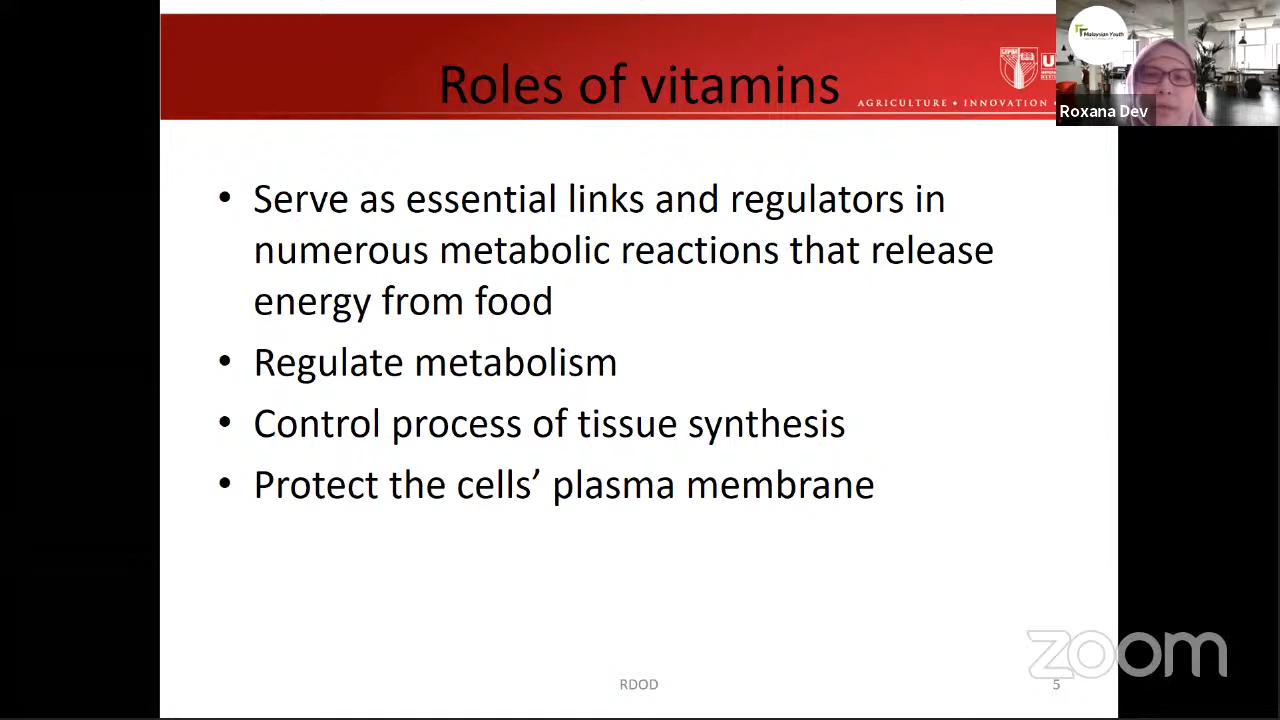 Roles of vitamins
AGRICULTURE • INNOVATION •
Malaysian Youth
Roxana Dev
• Serve as essential links and regulators in
numerous metabolic reactions that release
energy from food
• Regulate metabolism
• Control process of tissue synthesis
• Protect the cells’ plasma membrane
zoom
RDOD
5